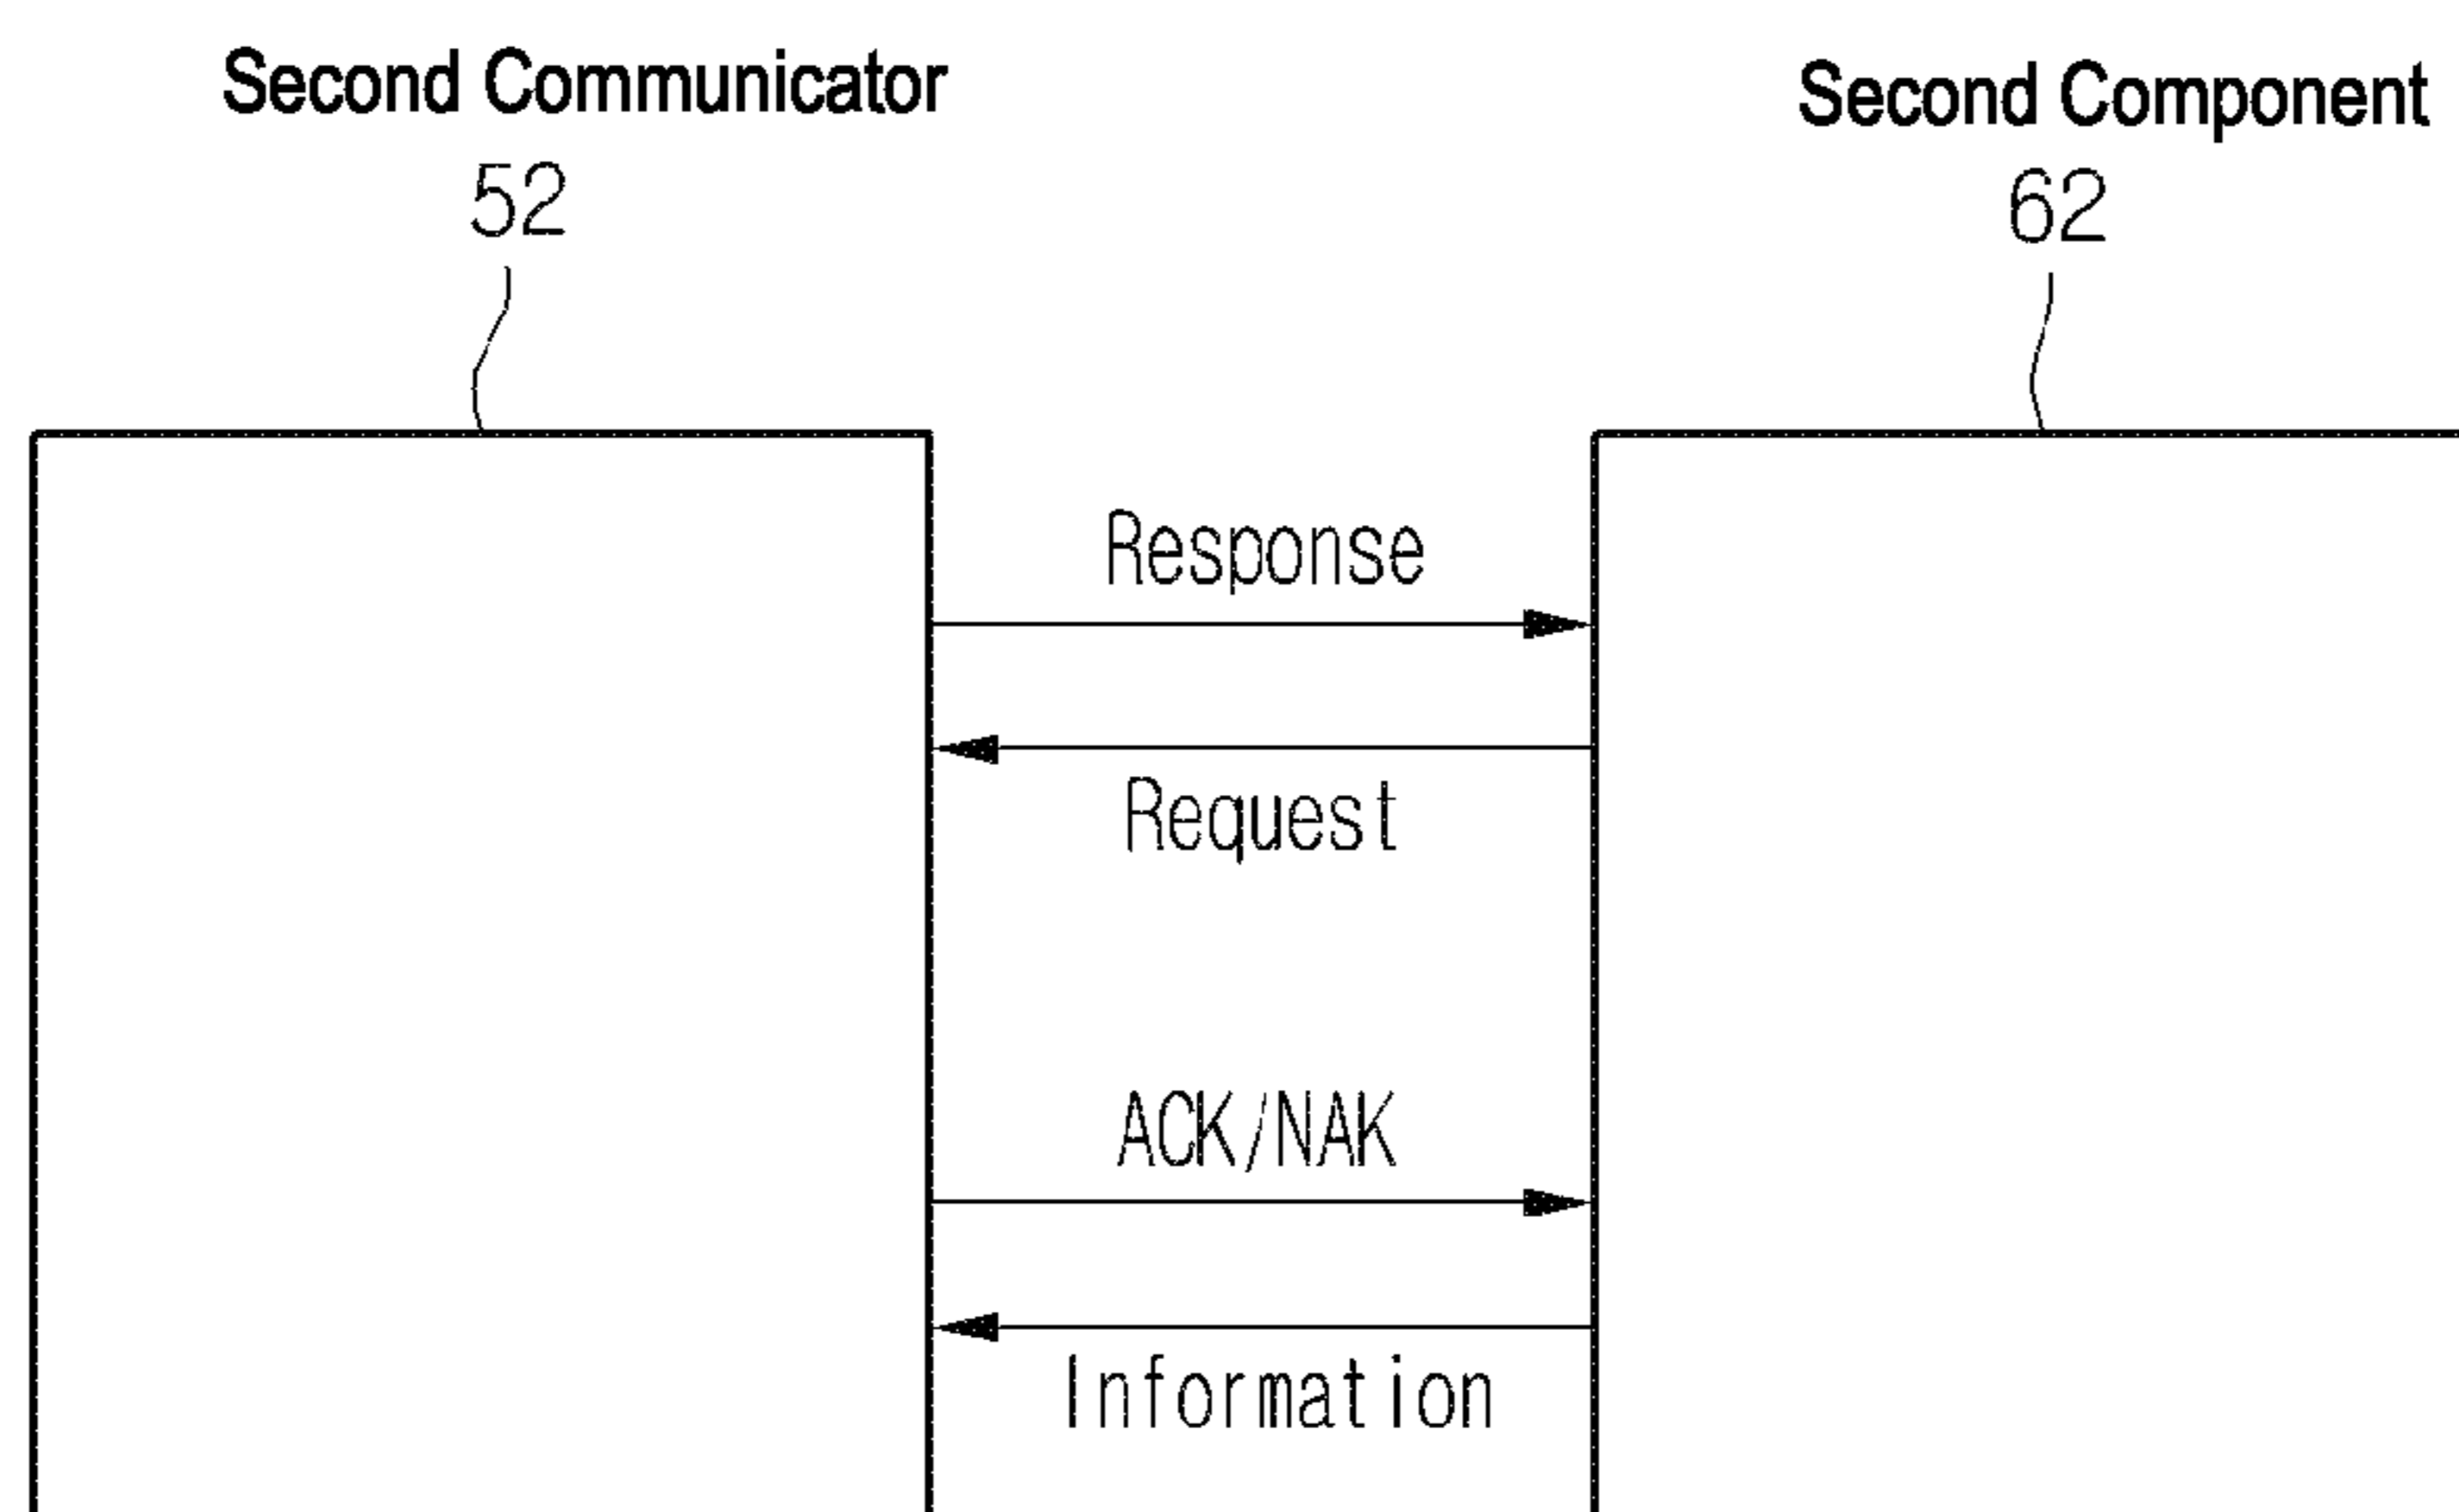 Second Communicator
52
Second Component
62
Response
Request
ACK/NAK
Information